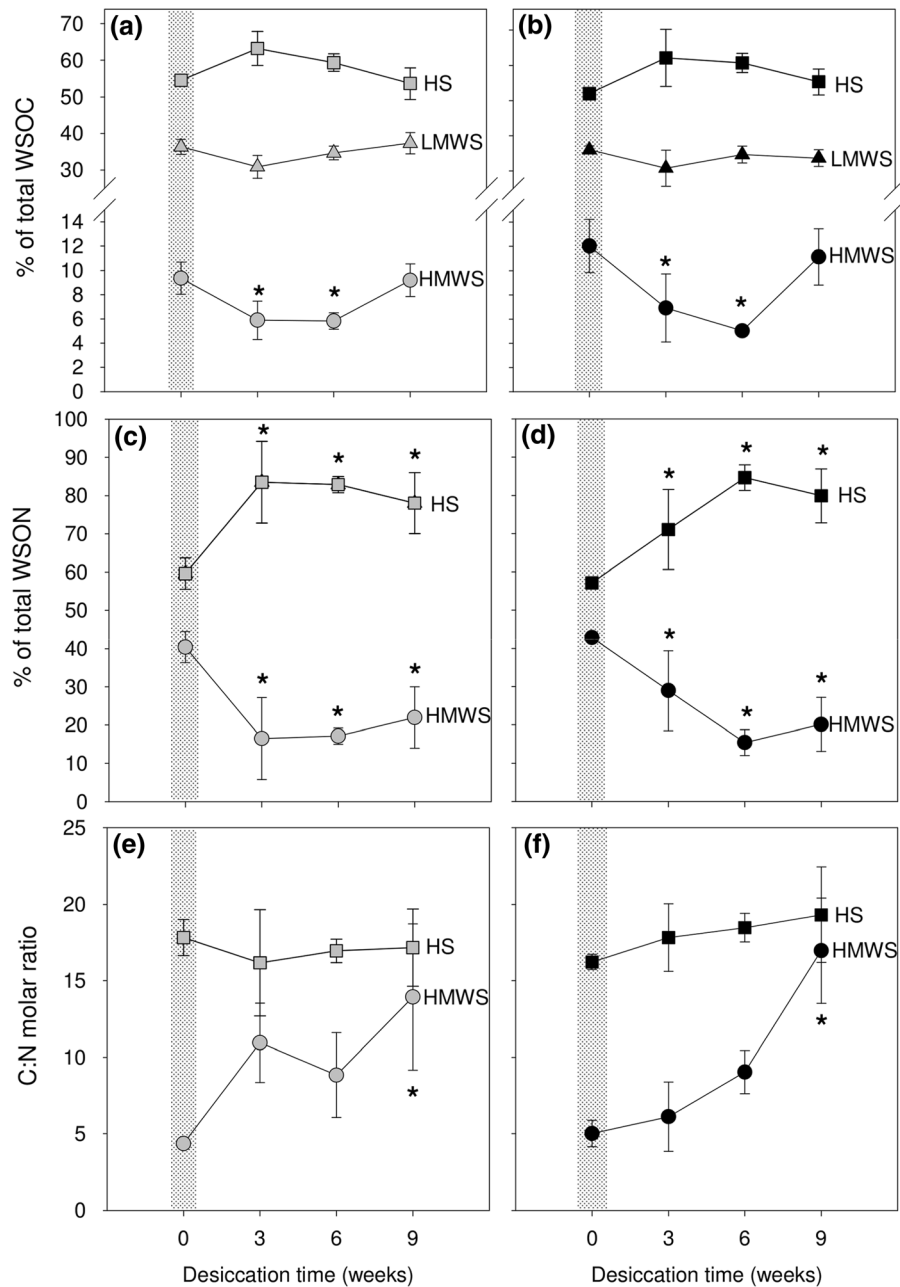 (a)
(b)
70
60
50
40
30
14
12
10
8
6
4
2
0
% of total WSOC
HS
LMWS
HMWS
*
*
HS
LMWS
HMWS
*
*
(c)
(d)
100
90
80
70
60
50
40
30
20
10
0
% of total WSON
*
*
*
HS
*
*
*
HMWS
*
*
*
HS
*
*
*
HMWS
(e)
(f)
25
20
15
10
5
0
C:N molar ratio
HS
HMWS
*
HS
HMWS
*
0 3 6 9
0 3 6 9
Desiccation time (weeks)
Desiccation time (weeks)